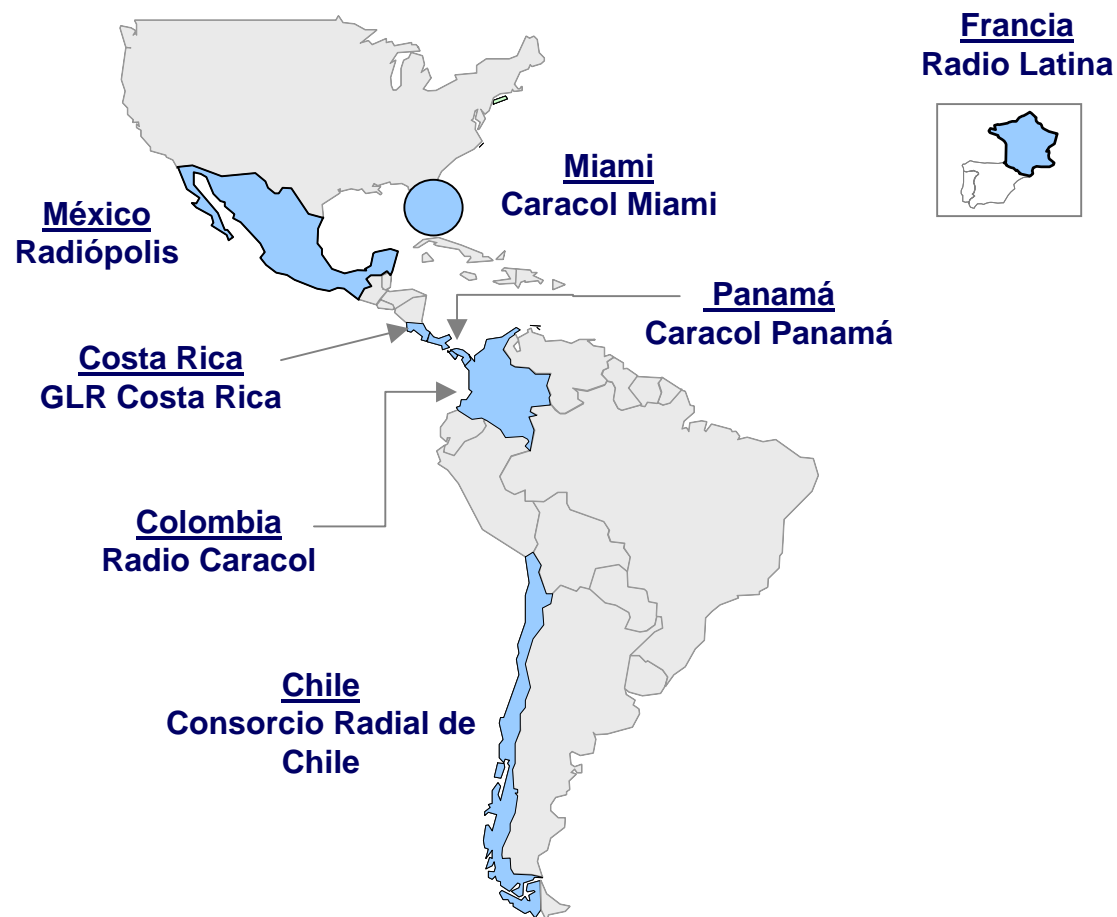 Francia
Radio Latina
Miami
Caracol Miami
México
Radiópolis
Panamá
Caracol Panamá
Costa Rica
GLR Costa Rica
Colombia
Radio Caracol
Chile
Consorcio Radial de
Chile